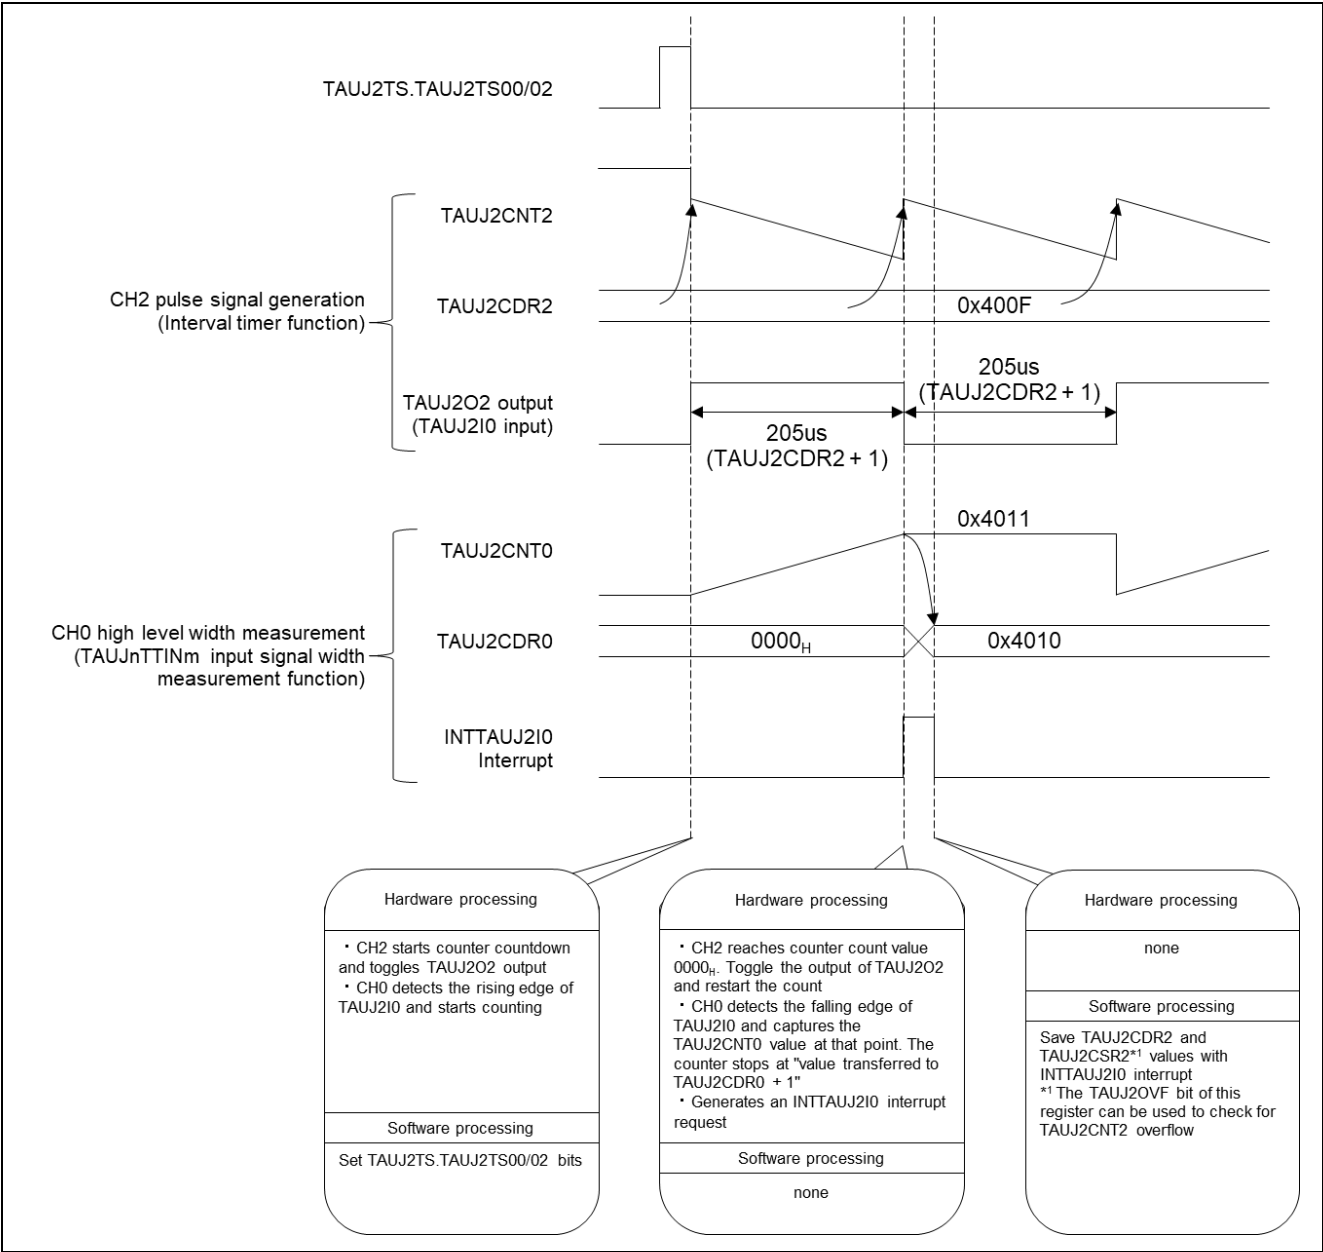 TAUJ2TS.TAUJ2TS00/02
TAUJ2CNT2
CH2 pulse signal generation
(Interval timer function)
TAUJ2CDR2
0x400F
205us
(TAUJ2CDR2 + 1)
TAUJ2O2 output
(TAUJ2I0 input)
205us
(TAUJ2CDR2 + 1)
0x4011
TAUJ2CNT0
CH0 high level width measurement
(TAUJnTTINm input signal width
measurement function)
TAUJ2CDR0
0000H
0x4010
INTTAUJ2I0
Interrupt
Hardware processing
・CH2 starts counter countdown
and toggles TAUJ2O2 output
・CH0 detects the rising edge of
TAUJ2I0 and starts counting
Software processing
Set TAUJ2TS.TAUJ2TS00/02 bits
Hardware processing
・CH2 reaches counter count value
0000H. Toggle the output of TAUJ2O2
and restart the count
・CH0 detects the falling edge of
TAUJ2I0 and captures the
TAUJ2CNT0 value at that point. The
counter stops at "value transferred to
TAUJ2CDR0 + 1"
・Generates an INTTAUJ2I0 interrupt
request
Software processing
none
Hardware processing
none
Software processing
Save TAUJ2CDR2 and
TAUJ2CSR2*1 values with
INTTAUJ2I0 interrupt
*1 The TAUJ2OVF bit of this
register can be used to check for
TAUJ2CNT2 overflow